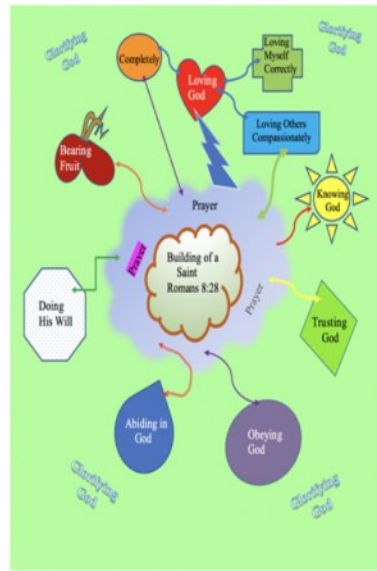 Glorifying
God
Glorifying
God
Completely
Loving
God
Loving
Myself
Correctly
Loving Others
Compassionately
Bearing
Fruit
Knowing
God
Prayer
Prayer
Prayer
Building of a
Saint
Romans 8:28
Doing
His Will
Trusting
God
Abiding in
God
Obeying
God
Glorifying
God
Glorifying
God